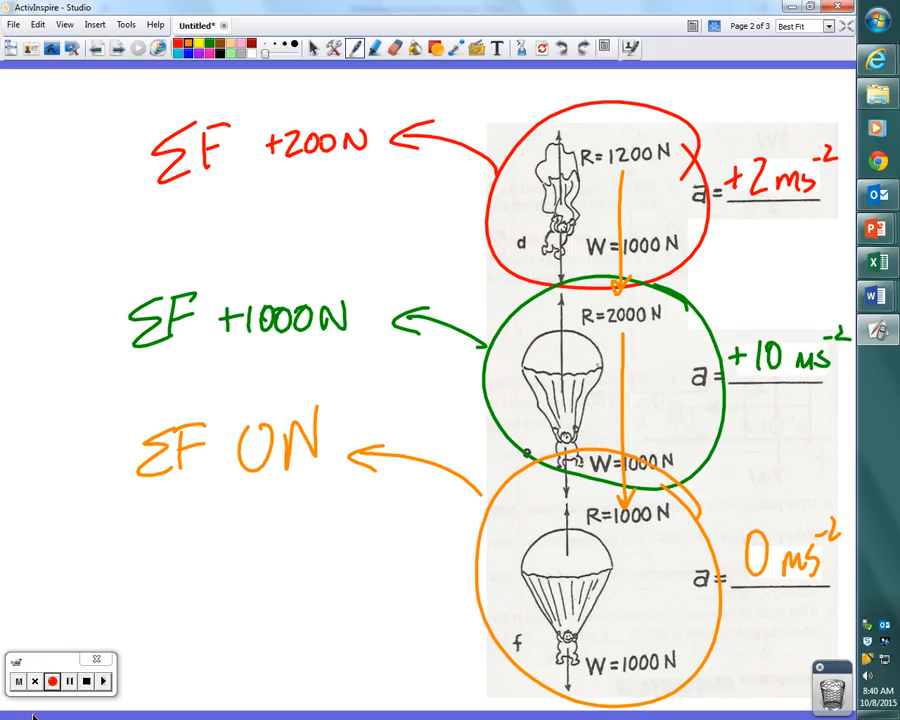 ActivInspire - Studio
File Edit View Insert Tools Help
Untitled*
Page 2 of 3
Best Fit
ΣF +200N
R = 1200 N
a = +2 ms⁻²
d
W = 1000 N
R = 2000 N
ΣF +1000N
+10 ms⁻²
a =
ΣF 0N
e
W = 1000 N
R = 1000 N
a = 0 ms⁻²
f
W = 1000 N
M
8:40 AM
10/8/2015